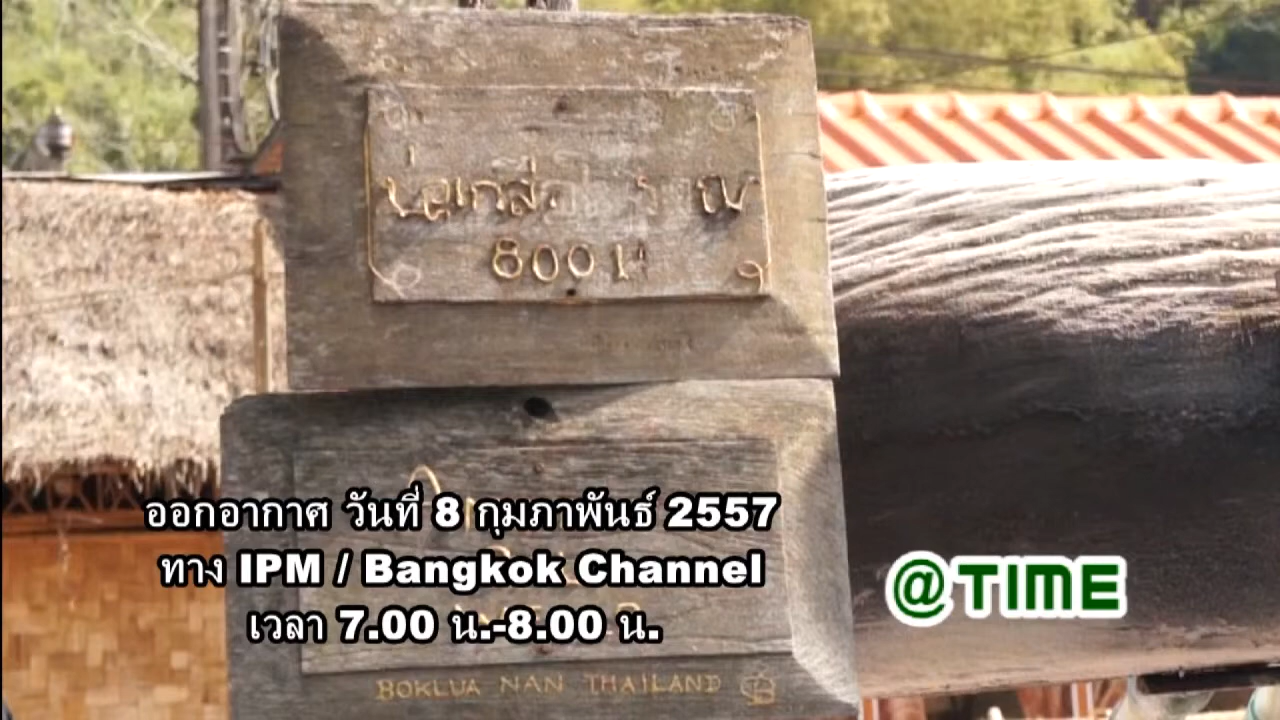 บ่อเกลือ
800 ปี
ออกอากาศ วันที่ 8 กุมภาพันธ์ 2557
ทาง IPM / Bangkok Channel
เวลา 7.00 น.-8.00 น.
@TIME
BOKLUA NAN THAILAND